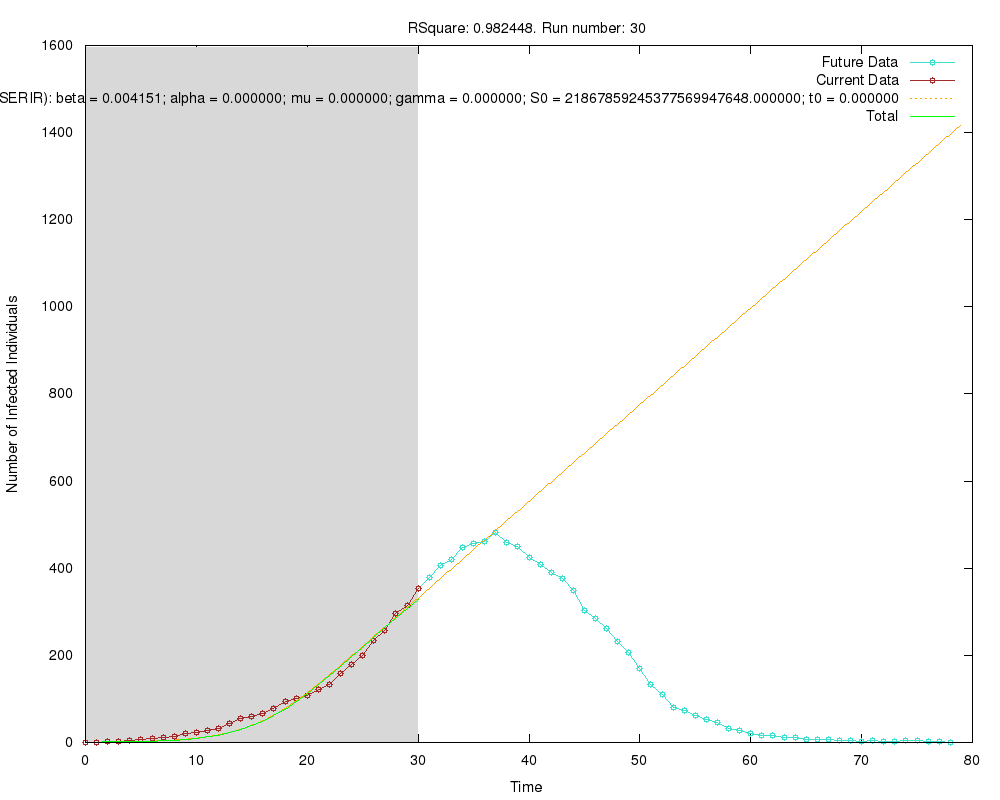 RSquare: 0.982448. Run number: 30
1600
1400
1200
1000
800
600
400
200
0
Number of Infected Individuals
Future Data
Current Data
SERIR): beta = 0.004151; alpha = 0.000000; mu = 0.000000; gamma = 0.000000; S0 = 21867859245377569947648.000000; t0 = 0.000000
Total
0 10 20 30 40 50 60 70 80
Time